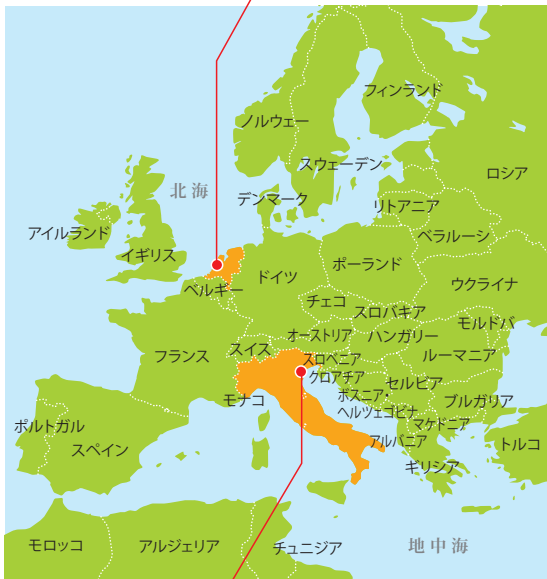 フィンランド
ノルウェー
スウェーデン
ロシア
北海
デンマーク
リトアニア
アイルランド
イギリス
ベラルーシ
ドイツ
ポーランド
ベルギー
ウクライナ
チェコ
スロバキア
モルドバ
オーストリア
ハンガリー
フランス
スイス
スロベニア
ルーマニア
クロアチア
セルビア
モナコ
ボスニア・
ヘルツェゴビナ
ブルガリア
マケドニア
ポルトガル
スペイン
アルバニア
トルコ
ギリシア
モロッコ
アルジェリア
チュニジア
地中海